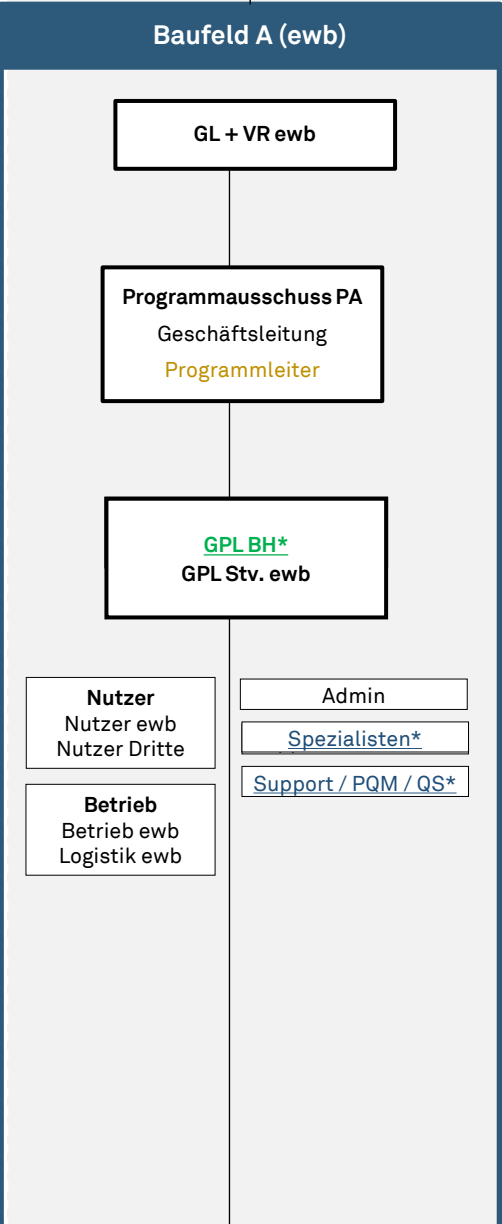 Baufeld A (ewb)
GL + VR ewb
Programmausschuss PA
Geschäftsleitung
Programmleiter
GPL BH*
GPL Stv. ewb
Nutzer
Nutzer ewb
Nutzer Dritte
Betrieb
Betrieb ewb
Logistik ewb
Admin
Spezialisten*
Support / PQM / QS*